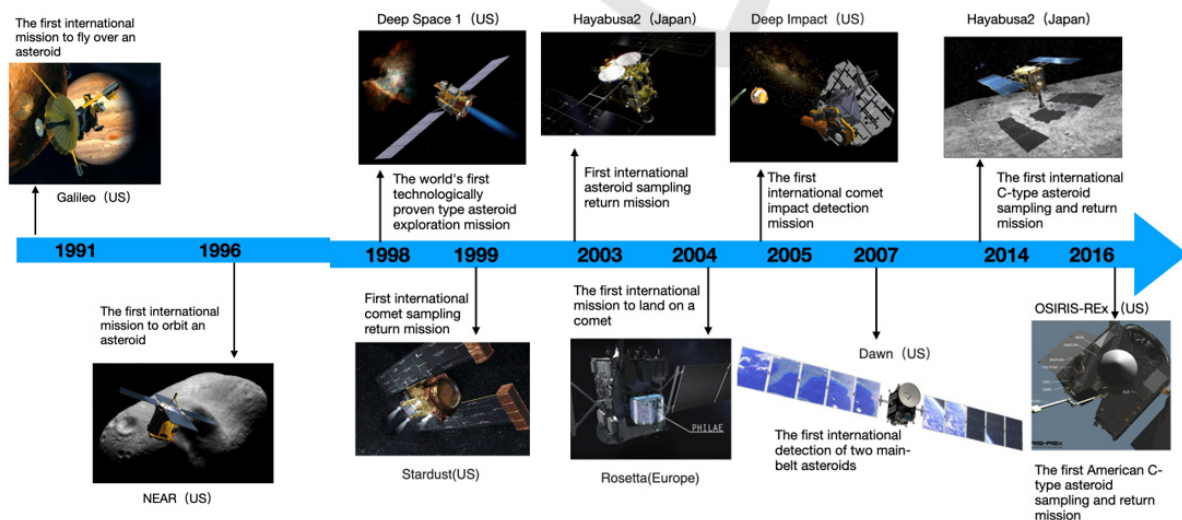 The first international
mission to fly over an
asteroid
Galileo（US）
Deep Space 1（US）
The world's first
technologically
proven type asteroid
exploration mission
Hayabusa2（Japan）
First international
asteroid sampling
return mission
Deep Impact（US）
The first
international comet
impact detection
mission
Hayabusa2（Japan）
The first international
C-type asteroid
sampling and return
mission
1991
1996
1998
1999
2003
2004
2005
2007
2014
2016
The first international
mission to orbit an
asteroid
NEAR（US）
First international
comet sampling
return mission
Stardust(US)
The first international
mission to land on a
comet
PHILAE
Rosetta(Europe)
Dawn（US）
The first international
detection of two main-
belt asteroids
OSIRIS-REx（US）
IRIS-REx
The first American C-
type asteroid
sampling and return
mission